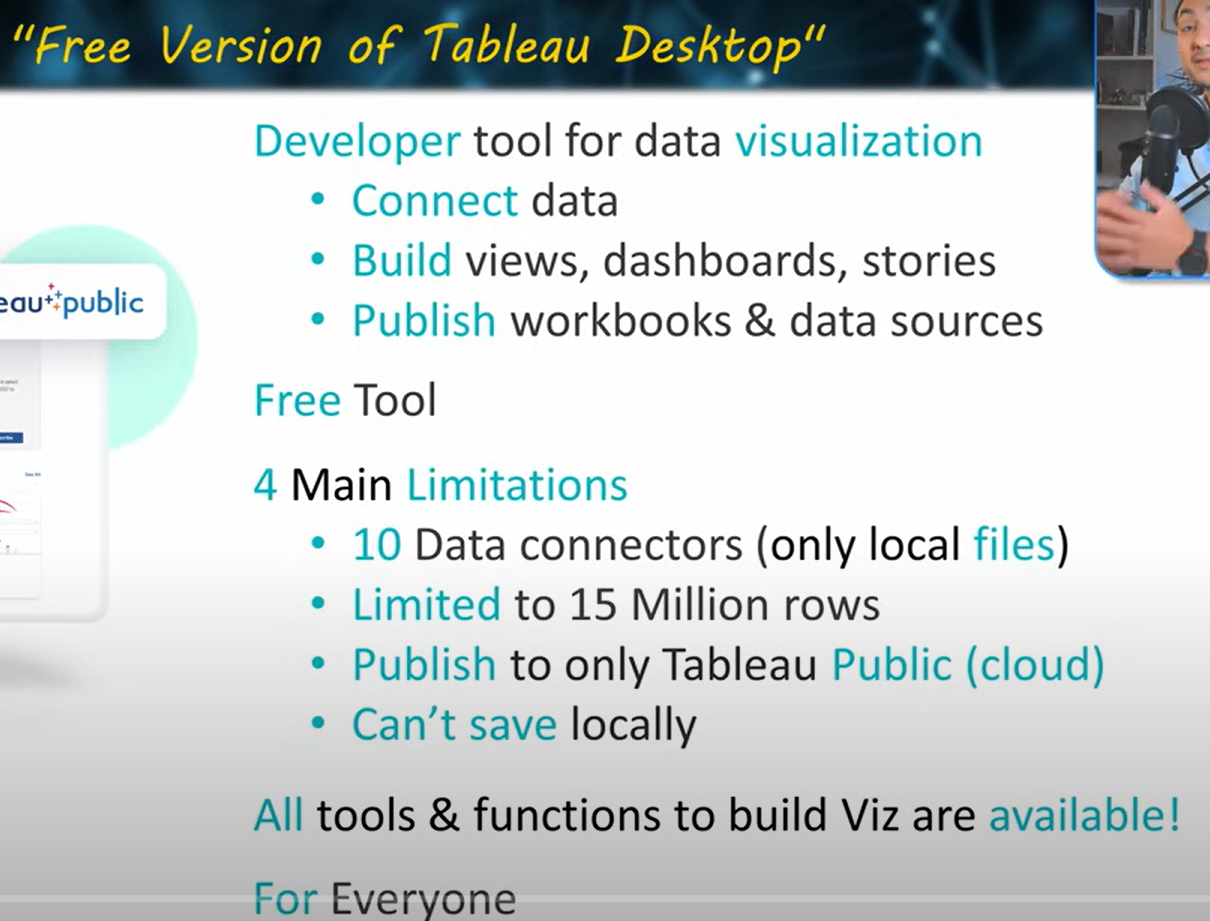 “Free Version of Tableau Desktop“
Developer tool for data visualization
• Connect data
• Build views, dashboards, stories
• Publish workbooks & data sources
eau public
Free Tool
4 Main Limitations
• 10 Data connectors (only local files)
• Limited to 15 Million rows
• Publish to only Tableau Public (cloud)
• Can’t save locally
All tools & functions to build Viz are available!
For Everyone